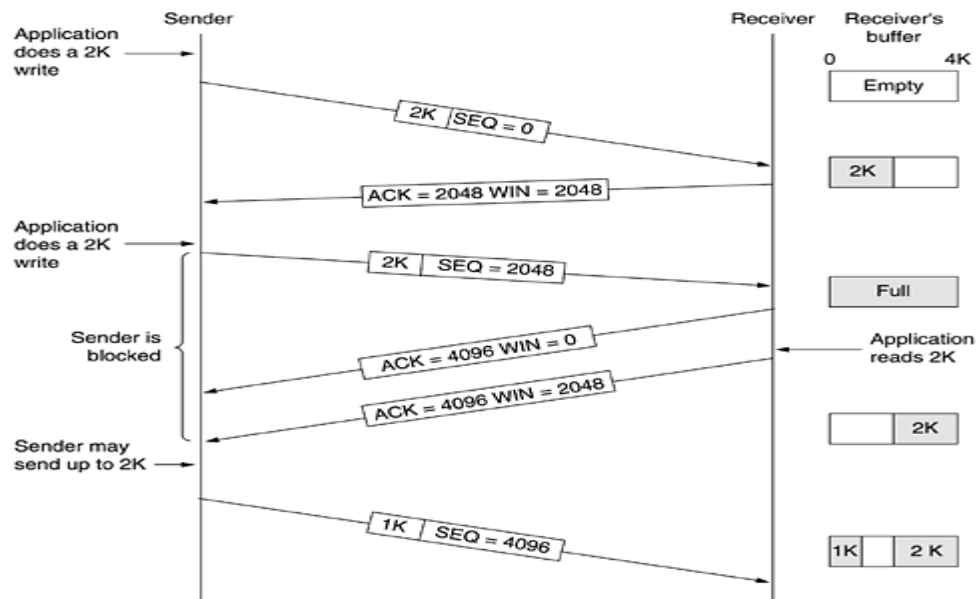 Sender
Receiver
Receiver's
buffer
Application
does a 2K
write
0 4K
Empty
2K SEQ = 0
2K
ACK = 2048 WIN = 2048
Application
does a 2K
write
2K SEQ = 2048
Full
Sender is
blocked
Application
reads 2K
ACK = 4096 WIN = 0
ACK = 4096 WIN = 2048
2K
Sender may
send up to 2K
1K SEQ = 4096
1K 2 K